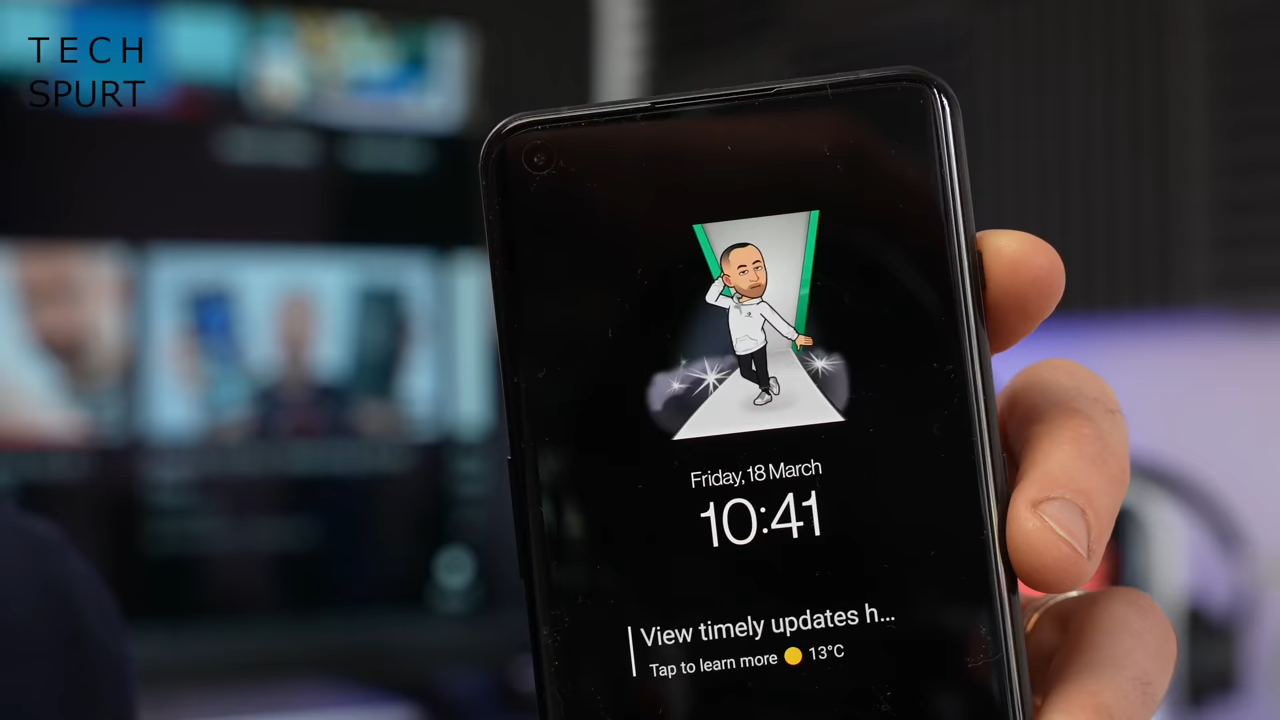 TECH
SPURT
Friday, 18 March
10:41
View timely updates h...
Tap to learn more 13°C